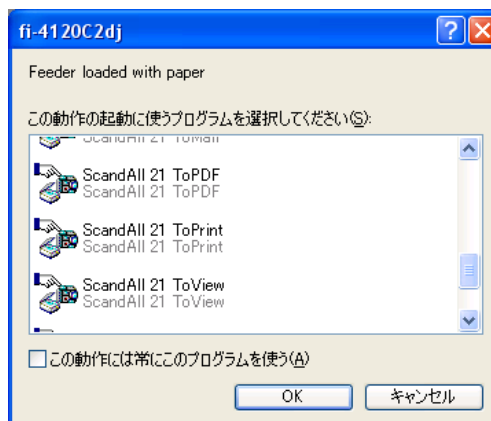 fi-4120C2dj
Feeder loaded with paper
この動作の起動に使うプログラムを選択してください(S):
ScandAll 21 ToMail
ScandAll 21 ToPDF
ScandAll 21 ToPDF
ScandAll 21 ToPrint
ScandAll 21 ToPrint
ScandAll 21 ToView
ScandAll 21 ToView
この動作には常にこのプログラムを使う(A)
OK キャンセル